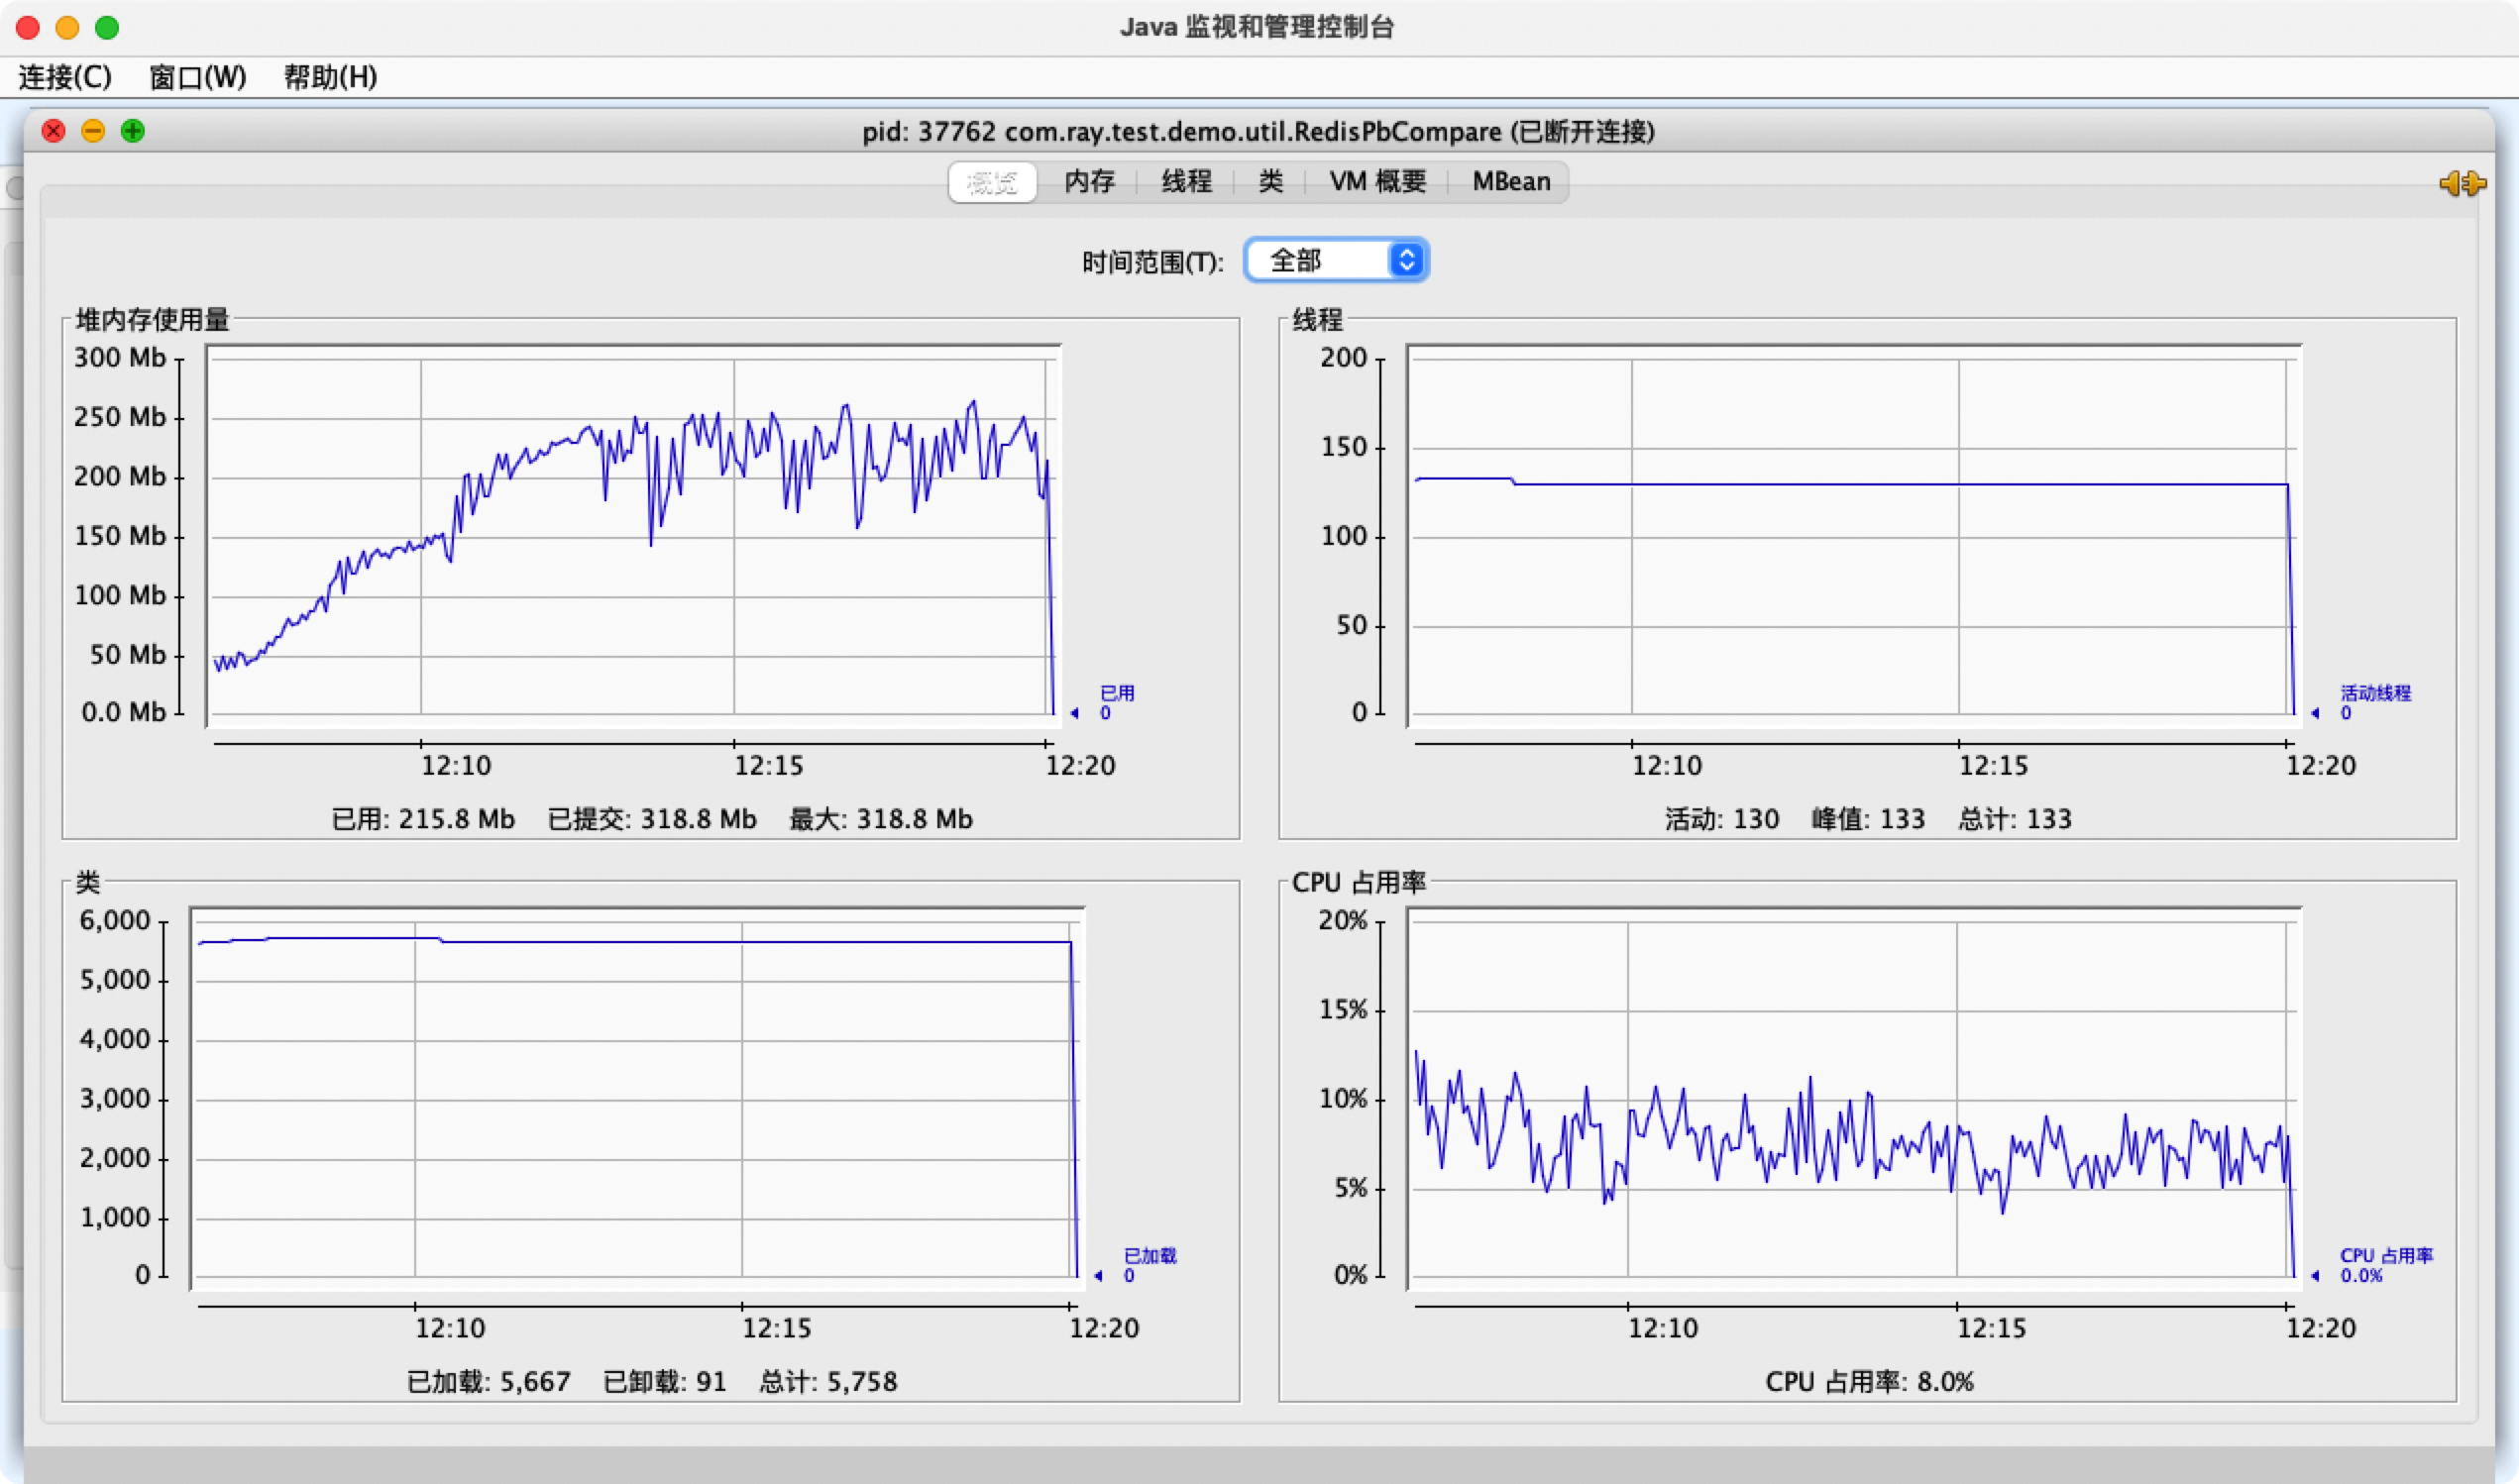 Java 监视和管理控制台
连接(C) 窗口(W) 帮助(H)
pid: 37762 com.ray.test.demo.util.RedisPbCompare (已断开连接)
概览 内存 线程 类 VM 概要 MBean
时间范围(T): 全部
堆内存使用量
300 Mb
250 Mb
200 Mb
150 Mb
100 Mb
50 Mb
0.0 Mb
已用
0
12:10 12:15 12:20
已用: 215.8 Mb 已提交: 318.8 Mb 最大: 318.8 Mb
线程
200
150
100
50
0
活动线程
0
12:10 12:15 12:20
活动: 130 峰值: 133 总计: 133
类
6,000
5,000
4,000
3,000
2,000
1,000
0
已加载
0
12:10 12:15 12:20
已加载: 5,667 已卸载: 91 总计: 5,758
CPU 占用率
20%
15%
10%
5%
0%
CPU 占用率
0.0%
12:10 12:15 12:20
CPU 占用率: 8.0%